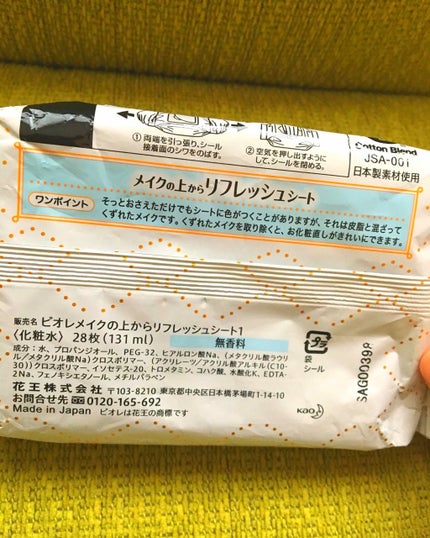 ①両端を引っ張り、シール
接着面のシワをのばす。
②空気を押し出すように
して、シールを閉める。
Cotton Blend
JSA-001
日本製素材使用
メイクの上からリフレッシュシート
ワンポイント
そっとおさえただけでもシートに色がつくことがありますが、それは皮脂と混ざって
くずれたメイクです。くずれたメイクを取り除くと、お化粧直しがきれいにできます。
販売名 ビオレメイクの上からリフレッシュシート1
〈化粧水〉 28枚(131mℓ)
無香料
成分:水、プロパンジオール、PEG-32、ヒアルロン酸Na、(メタクリル酸ラウリ
ル/メタクリル酸Na)クロスポリマー、(アクリレーツ/アクリル酸アルキル(C10-
30))クロスポリマー、イソセテス-20、トロメタミン、コハク酸、水酸化K、EDTA-
2Na、フェノキシエタノール、メチルパラベン
花王株式会社 〒103-8210 東京都中央区日本橋茅場町1-14-10
お問合せ先 0120-165-692
Made in Japan ビオレは花王の商標です
プラ
袋
シール
Kao